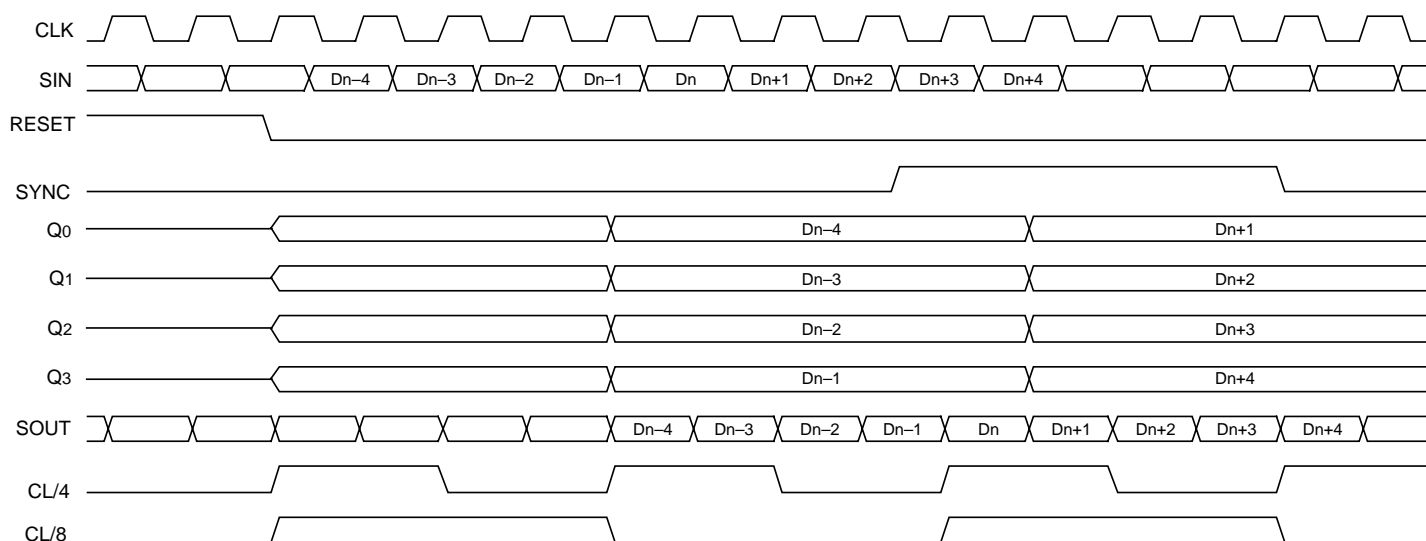 CLK
SIN Dn–4 Dn–3 Dn–2 Dn–1 Dn Dn+1 Dn+2 Dn+3 Dn+4
RESET
SYNC
Q0 Dn–4 Dn+1
Q1 Dn–3 Dn+2
Q2 Dn–2 Dn+3
Q3 Dn–1 Dn+4
SOUT Dn–4 Dn–3 Dn–2 Dn–1 Dn Dn+1 Dn+2 Dn+3 Dn+4
CL/4
CL/8